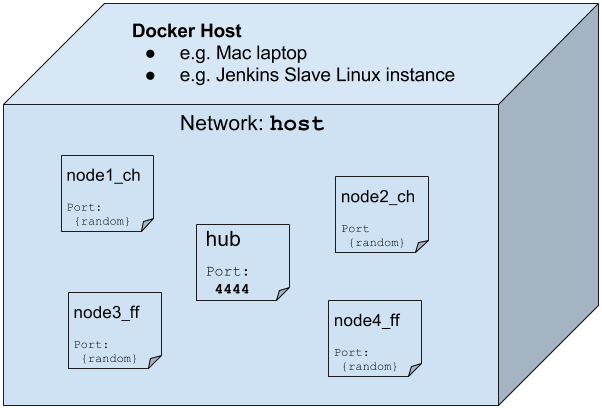 Docker Host
● e.g. Mac laptop
● e.g. Jenkins Slave Linux instance
Network: host
node1_ch
Port:
{random}
node2_ch
Port
{random}
hub
Port:
4444
node3_ff
Port:
{random}
node4_ff
Port:
{random}